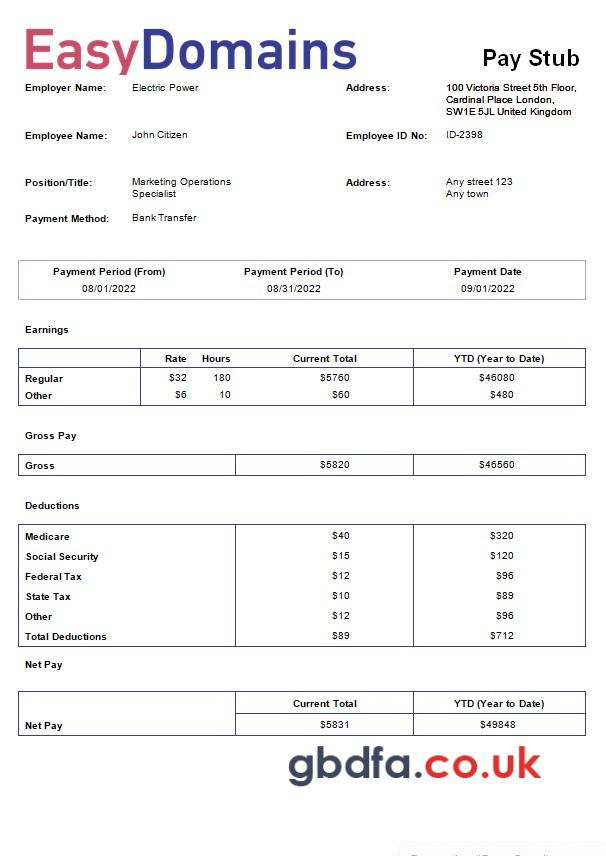 EasyDomains
Pay Stub
Employer Name: Electric Power Address: 100 Victoria Street 5th Floor,
Cardinal Place London,
SW1E 5JL United Kingdom
Employee Name: John Citizen Employee ID No: ID-2398
Position/Title: Marketing Operations Address: Any street 123
Specialist Any town
Payment Method: Bank Transfer
Payment Period (From) Payment Period (To) Payment Date
08/01/2022 08/31/2022 09/01/2022
Earnings
Rate Hours Current Total YTD (Year to Date)
Regular $32 180 $5760 $46080
Other $6 10 $60 $480
Gross Pay
Gross $5820 $46560
Deductions
Medicare $40 $320
Social Security $15 $120
Federal Tax $12 $96
State Tax $10 $89
Other $12 $96
Total Deductions $89 $712
Net Pay
Current Total YTD (Year to Date)
Net Pay $5831 $49848
gbdfa.co.uk